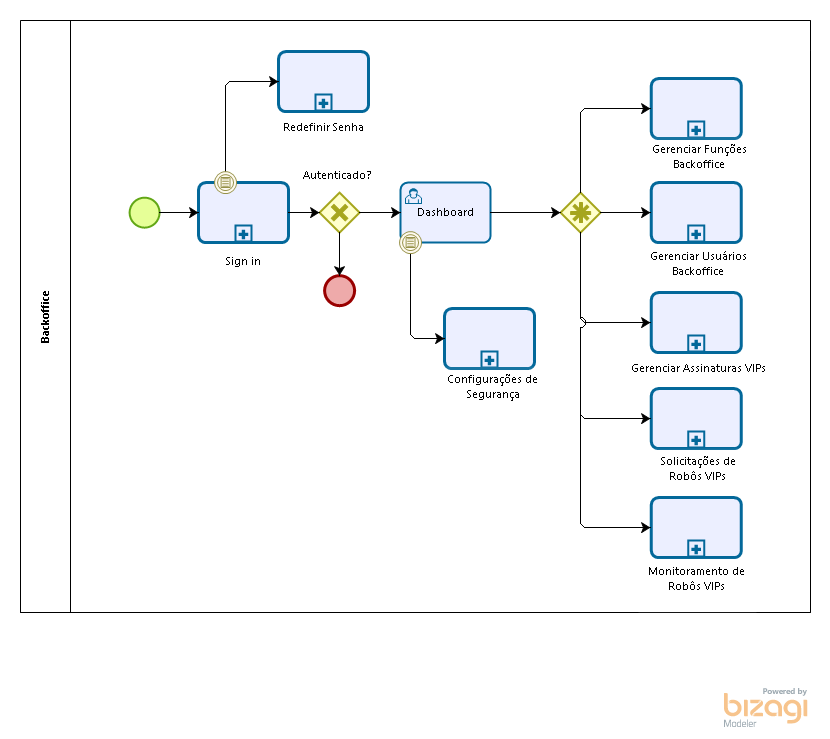 Backoffice
Redefinir Senha
Sign in
Autenticado?
Dashboard
Configurações de
Segurança
Gerenciar Funções
Backoffice
Gerenciar Usuários
Backoffice
Gerenciar Assinaturas VIPs
Solicitações de
Robôs VIPs
Monitoramento de
Robôs VIPs
Powered by
bizagi
Modeler